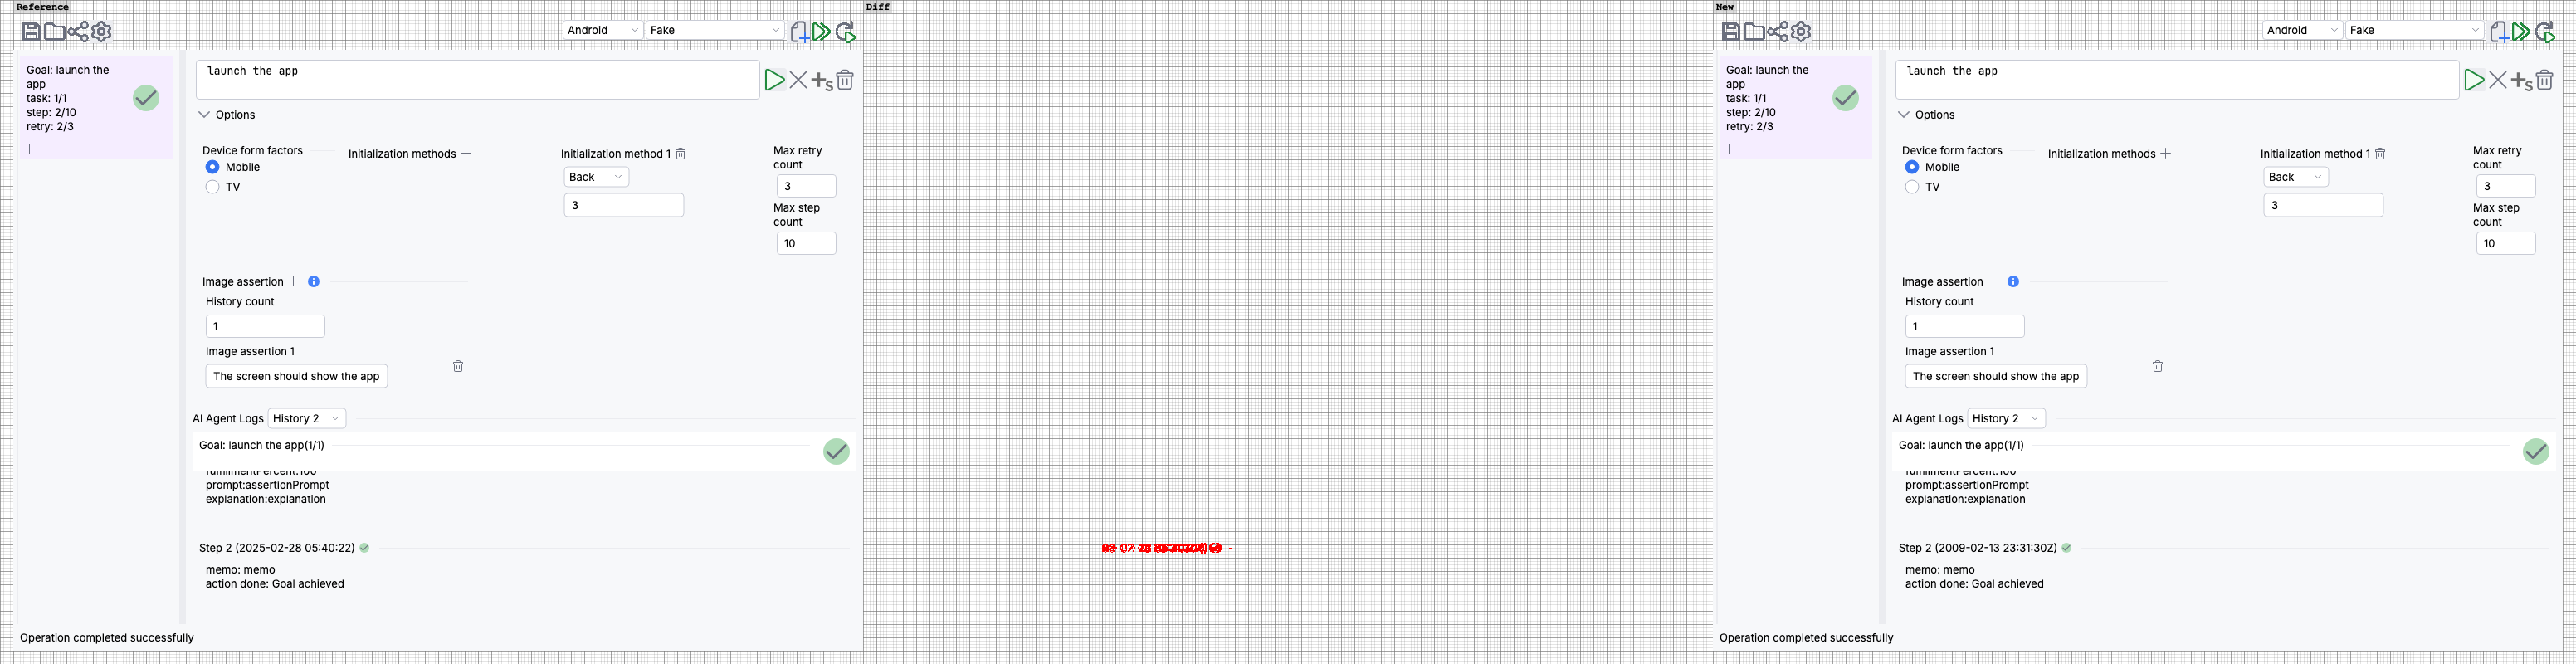 Reference
Android
Fake
Goal: launch the
app
task: 1/1
step: 2/10
retry: 2/3
launch the app
Options
Device form factors
Mobile
TV
Initialization methods
Initialization method 1
Back
3
Max retry
count
3
Max step
count
10
Image assertion
History count
1
Image assertion 1
The screen should show the app
AI Agent Logs
History 2
Goal: launch the app(1/1)
prompt:assertionPrompt
explanation:explanation
Step 2 (2025-02-28 05:40:22)
memo: memo
action done: Goal achieved
Operation completed successfully
Diff
New
Android
Fake
Goal: launch the
app
task: 1/1
step: 2/10
retry: 2/3
launch the app
Options
Device form factors
Mobile
TV
Initialization methods
Initialization method 1
Back
3
Max retry
count
3
Max step
count
10
Image assertion
History count
1
Image assertion 1
The screen should show the app
AI Agent Logs
History 2
Goal: launch the app(1/1)
prompt:assertionPrompt
explanation:explanation
Step 2 (2009-02-13 23:31:30Z)
memo: memo
action done: Goal achieved
Operation completed successfully